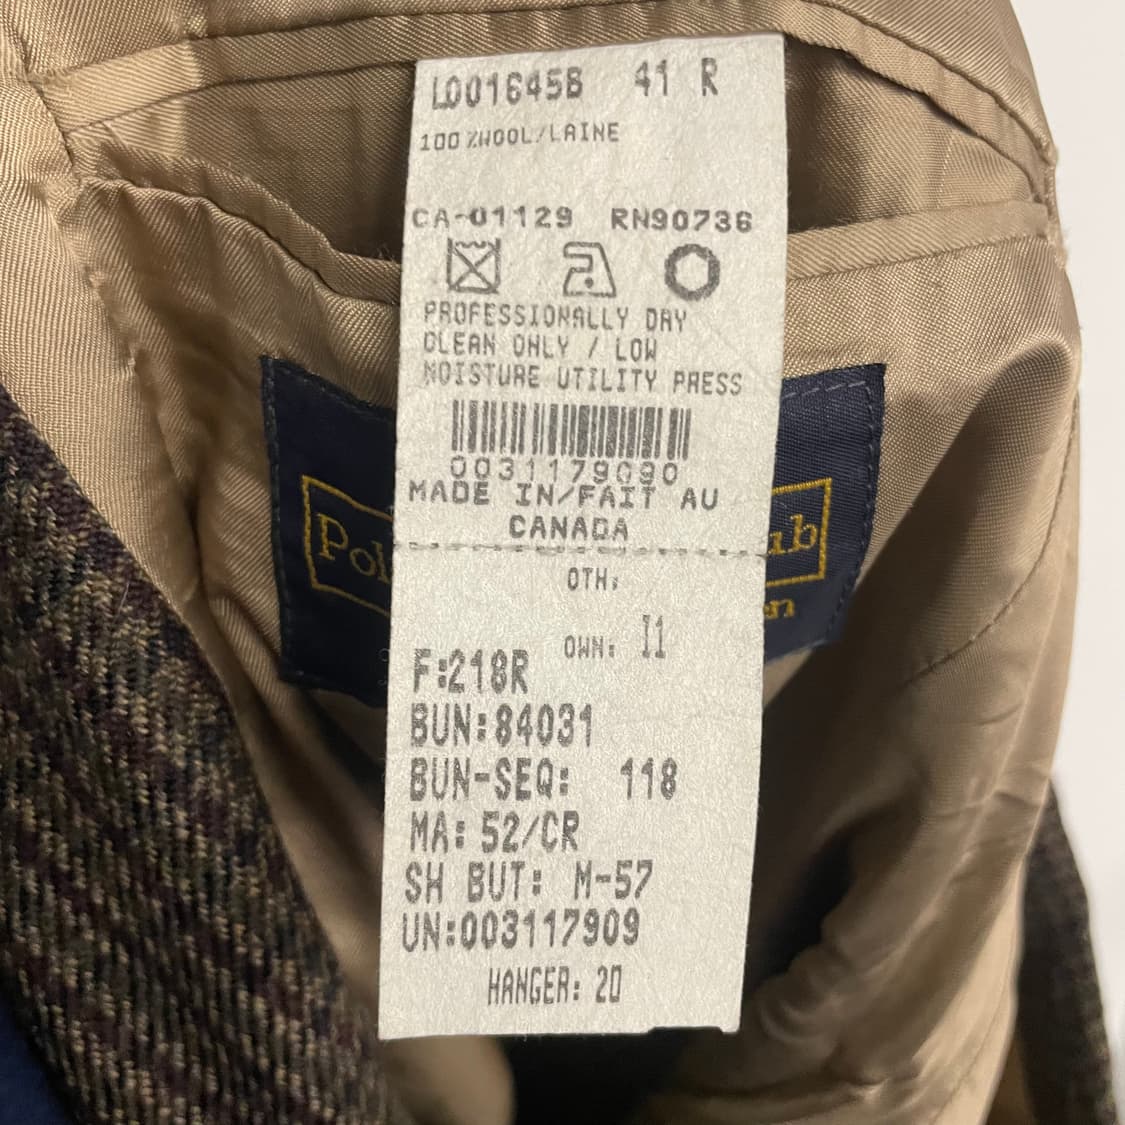 LO01645B 41 R
100%WOOL/LAINE
CA-01129 RN90736
PROFESSIONALLY DRY
CLEAN ONLY / LOW
MOISTURE UTILITY PRESS
0031179090
MADE IN/FAIT AU
CANADA
OTH:
OWN: I1
F:218R
BUN:84031
BUN-SEQ: 118
MA: 52/CR
SH BUT: M-57
UN:003117909
HANGER: 20